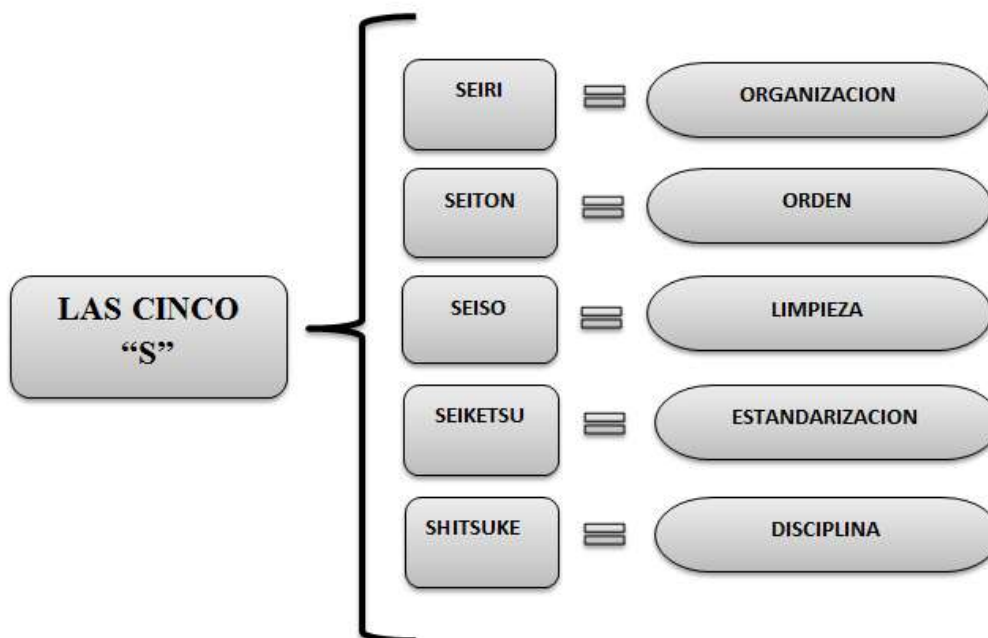 LAS CINCO
“S”
SEIRI
ORGANIZACION
SEITON
ORDEN
SEISO
LIMPIEZA
SEIKETSU
ESTANDARIZACION
SHITSUKE
DISCIPLINA